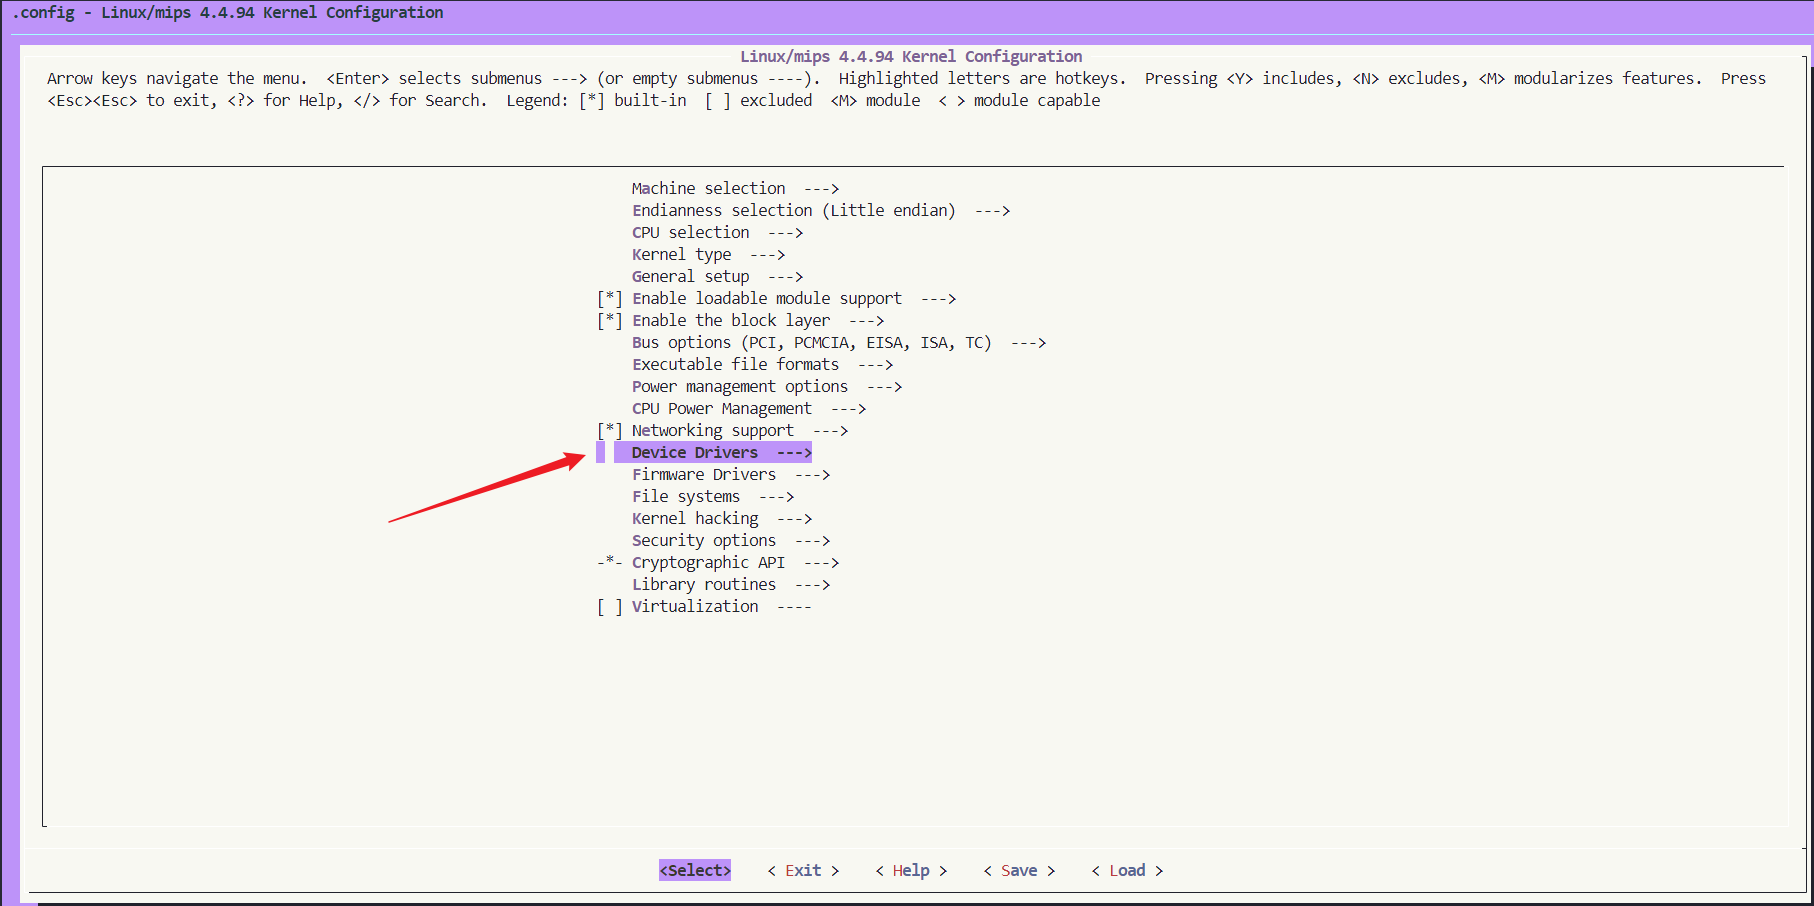 .config - Linux/mips 4.4.94 Kernel Configuration
Linux/mips 4.4.94 Kernel Configuration
Arrow keys navigate the menu.  <Enter> selects submenus ---> (or empty submenus ----).  Highlighted letters are hotkeys.  Pressing <Y> includes, <N> excludes, <M> modularizes features.  Press
<Esc><Esc> to exit, <?> for Help, </> for Search.  Legend: [*] built-in  [ ] excluded  <M> module  < > module capable
Machine selection  --->
Endianness selection (Little endian)  --->
CPU selection  --->
Kernel type  --->
General setup  --->
[*] Enable loadable module support  --->
[*] Enable the block layer  --->
Bus options (PCI, PCMCIA, EISA, ISA, TC)  --->
Executable file formats  --->
Power management options  --->
CPU Power Management  --->
[*] Networking support  --->
Device Drivers  --->
Firmware Drivers  --->
File systems  --->
Kernel hacking  --->
Security options  --->
-*- Cryptographic API  --->
Library routines  --->
[ ] Virtualization  ----
<Select>    < Exit >    < Help >    < Save >    < Load >